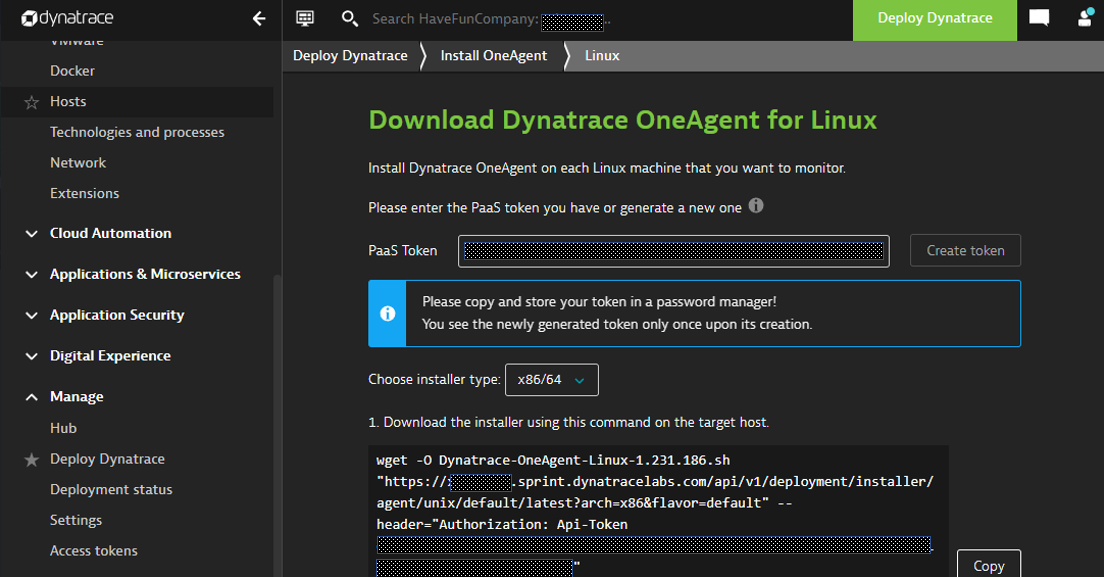 dynatrace
Search HaveFunCompany:
..
Deploy Dynatrace
VMware
Docker
Hosts
Technologies and processes
Network
Extensions
Cloud Automation
Applications & Microservices
Application Security
Digital Experience
Manage
Hub
Deploy Dynatrace
Deployment status
Settings
Access tokens
Deploy Dynatrace
Install OneAgent
Linux
Download Dynatrace OneAgent for Linux
Install Dynatrace OneAgent on each Linux machine that you want to monitor.
Please enter the PaaS token you have or generate a new one
PaaS Token
Create token
Please copy and store your token in a password manager!
You see the newly generated token only once upon its creation.
Choose installer type: x86/64
1. Download the installer using this command on the target host.
wget -O Dynatrace-OneAgent-Linux-1.231.186.sh
"https:// .sprint.dynatracelabs.com/api/v1/deployment/installer/
agent/unix/default/latest?arch=x86&flavor=default" --
header="Authorization: Api-Token
.
"
Copy